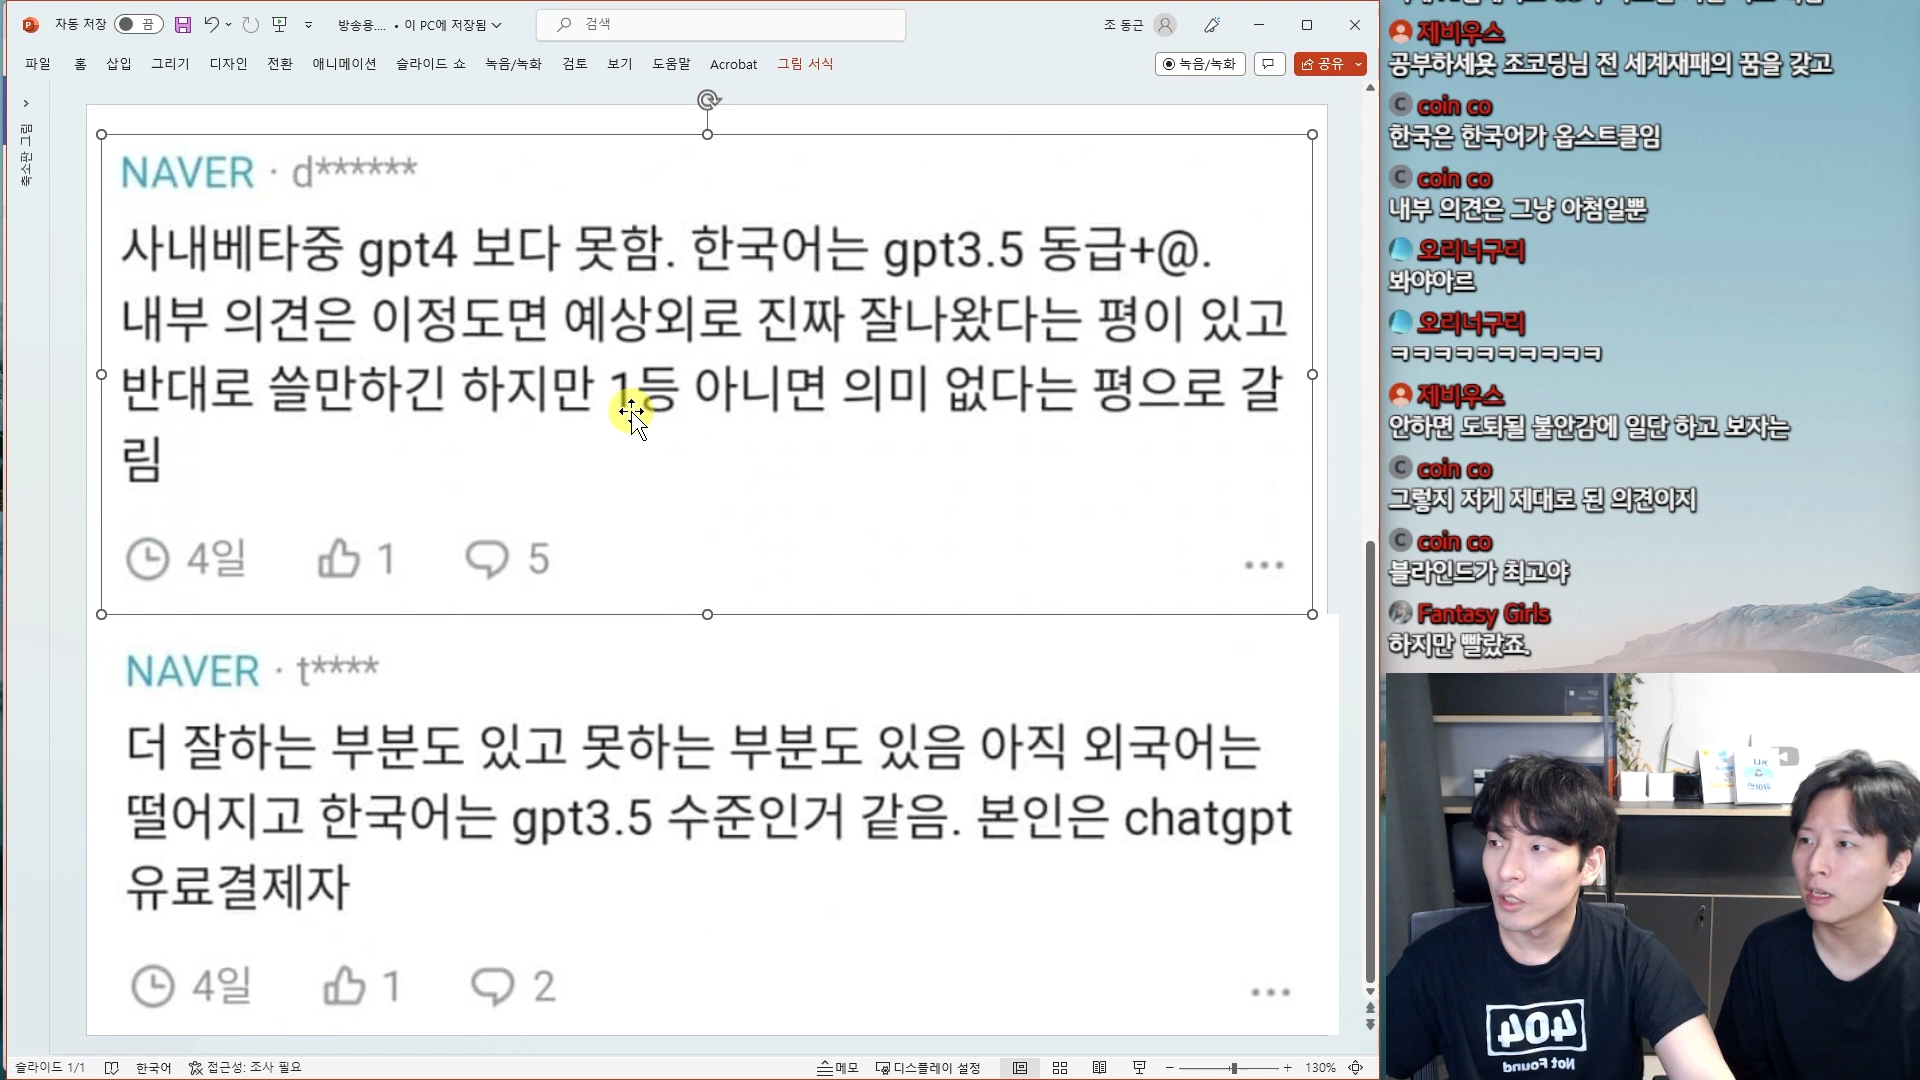 자동 저장 끔 방송용.... • 이 PC에 저장됨 검색 조 동근
파일 홈 삽입 그리기 디자인 전환 애니메이션 슬라이드 쇼 녹음/녹화 검토 보기 도움말 Acrobat 그림 서식 녹음/녹화 공유
축소판 그림
NAVER · d******
사내베타중 gpt4 보다 못함. 한국어는 gpt3.5 동급+@.
내부 의견은 이정도면 예상외로 진짜 잘나왔다는 평이 있고
반대로 쓸만하긴 하지만 1등 아니면 의미 없다는 평으로 갈
림
4일 1 5
NAVER · t****
더 잘하는 부분도 있고 못하는 부분도 있음 아직 외국어는
떨어지고 한국어는 gpt3.5 수준인거 같음. 본인은 chatgpt
유료결제자
4일 1 2
슬라이드 1/1 한국어 접근성: 조사 필요 메모 디스플레이 설정 130%
제비우스
공부하세욧 조코딩님 전 세계재패의 꿈을 갖고
C coin co
한국은 한국어가 옵스트클임
C coin co
내부 의견은 그냥 아첨일뿐
오리너구리
봐야아르
오리너구리
ㅋㅋㅋㅋㅋㅋㅋㅋㅋㅋ
제비우스
안하면 도퇴될 불안감에 일단 하고 보자는
C coin co
그렇지 저게 제대로 된 의견이지
C coin co
블라인드가 최고야
Fantasy Girls
하지만 빨랐죠.
404
Not Found